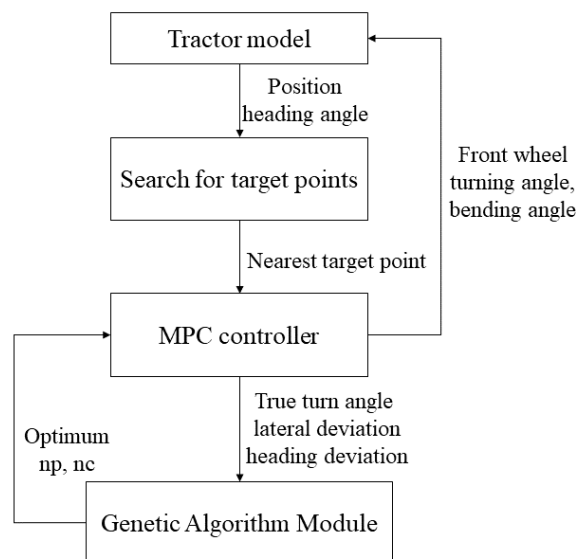 Tractor model
Position
heading angle
Search for target points
Front wheel
turning angle,
bending angle
Nearest target point
MPC controller
True turn angle
lateral deviation
heading deviation
Optimum
np, nc
Genetic Algorithm Module